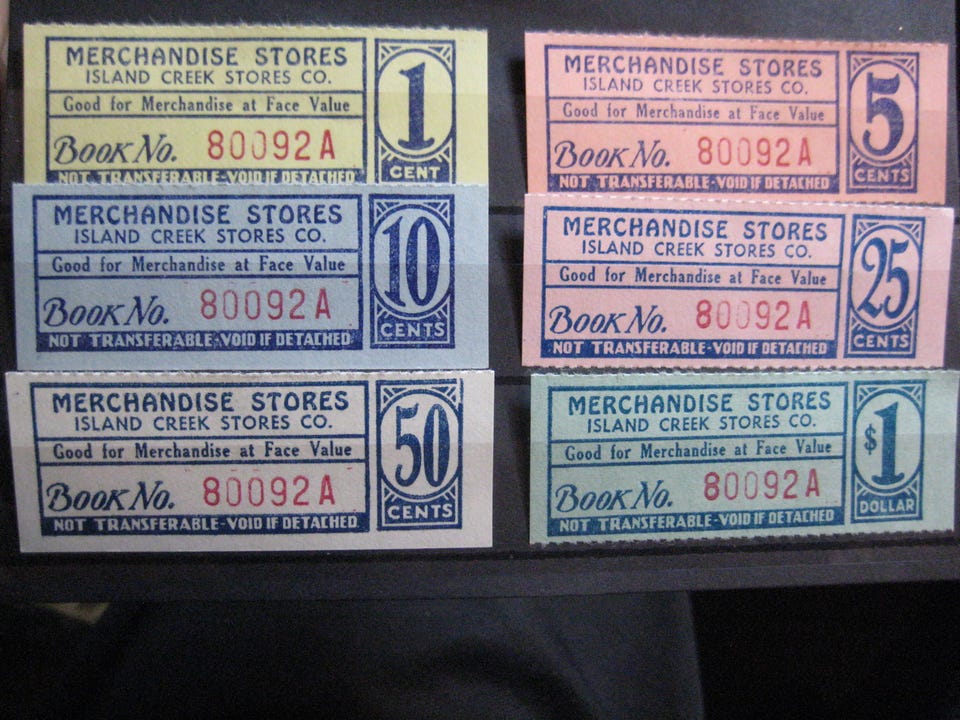 MERCHANDISE STORES
ISLAND CREEK STORES CO.
Good for Merchandise at Face Value
Book No. 80092A
NOT TRANSFERABLE-VOID IF DETACHED
1
CENT
MERCHANDISE STORES
ISLAND CREEK STORES CO.
Good for Merchandise at Face Value
Book No. 80092A
NOT TRANSFERABLE-VOID IF DETACHED
5
CENTS
MERCHANDISE STORES
ISLAND CREEK STORES CO.
Good for Merchandise at Face Value
Book No. 80092A
NOT TRANSFERABLE-VOID IF DETACHED
10
CENTS
MERCHANDISE STORES
ISLAND CREEK STORES CO.
Good for Merchandise at Face Value
Book No. 80092A
NOT TRANSFERABLE-VOID IF DETACHED
25
CENTS
MERCHANDISE STORES
ISLAND CREEK STORES CO.
Good for Merchandise at Face Value
Book No. 80092A
NOT TRANSFERABLE-VOID IF DETACHED
50
CENTS
MERCHANDISE STORES
ISLAND CREEK STORES CO.
Good for Merchandise at Face Value
Book No. 80092A
NOT TRANSFERABLE-VOID IF DETACHED
$1
DOLLAR